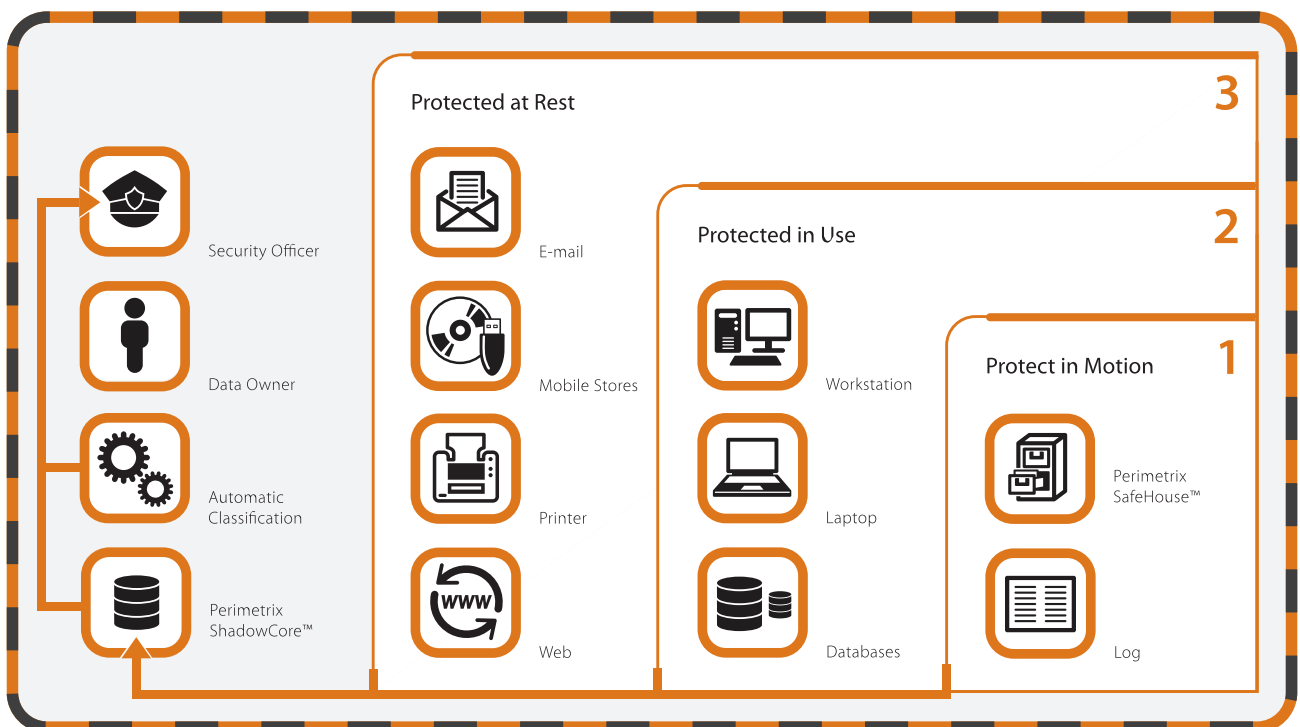 Security Officer
Data Owner
Automatic
Classification
Perimetrix
ShadowCore™
3
Protected at Rest
E-mail
Mobile Stores
Printer
www
Web
2
Protected in Use
Workstation
Laptop
Databases
1
Protect in Motion
Perimetrix
SafeHouse™
Log